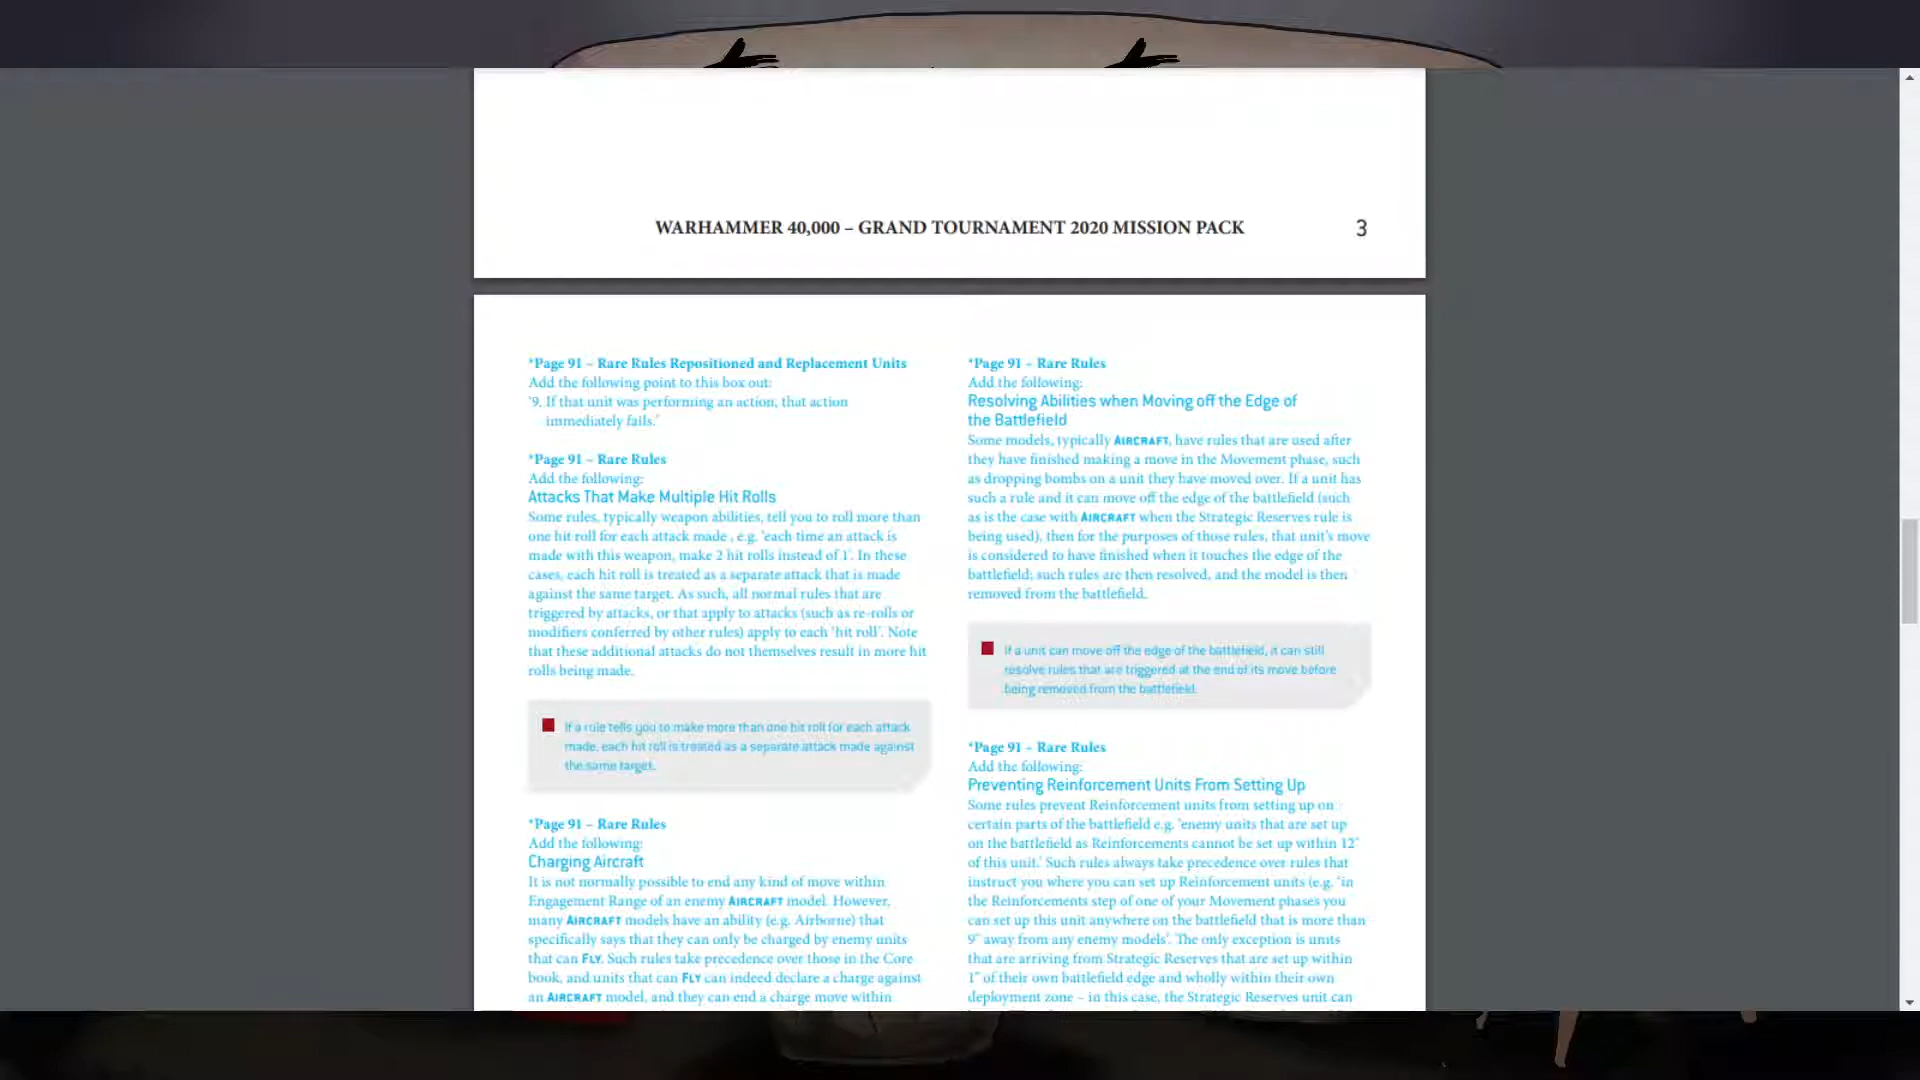 WARHAMMER 40,000 – GRAND TOURNAMENT 2020 MISSION PACK
3
*Page 91 – Rare Rules Repositioned and Replacement Units
Add the following point to this box out:
‘9. If that unit was performing an action, that action
immediately fails.’
*Page 91 – Rare Rules
Add the following:
Attacks That Make Multiple Hit Rolls
Some rules, typically weapon abilities, tell you to roll more than
one hit roll for each attack made , e.g. ‘each time an attack is
made with this weapon, make 2 hit rolls instead of 1’. In these
cases, each hit roll is treated as a separate attack that is made
against the same target. As such, all normal rules that are
triggered by attacks, or that apply to attacks (such as re-rolls or
modifiers conferred by other rules) apply to each ‘hit roll’. Note
that these additional attacks do not themselves result in more hit
rolls being made.
If a rule tells you to make more than one hit roll for each attack
made, each hit roll is treated as a separate attack made against
the same target.
*Page 91 – Rare Rules
Add the following:
Charging Aircraft
It is not normally possible to end any kind of move within
Engagement Range of an enemy AIRCRAFT model. However,
many AIRCRAFT models have an ability (e.g. Airborne) that
specifically says that they can only be charged by enemy units
that can FLY. Such rules take precedence over those in the Core
book, and units that can FLY can indeed declare a charge against
an AIRCRAFT model, and they can end a charge move within
*Page 91 – Rare Rules
Add the following:
Resolving Abilities when Moving off the Edge of
the Battlefield
Some models, typically AIRCRAFT, have rules that are used after
they have finished making a move in the Movement phase, such
as dropping bombs on a unit they have moved over. If a unit has
such a rule and it can move off the edge of the battlefield (such
as is the case with AIRCRAFT when the Strategic Reserves rule is
being used), then for the purposes of those rules, that unit’s move
is considered to have finished when it touches the edge of the
battlefield; such rules are then resolved, and the model is then
removed from the battlefield.
If a unit can move off the edge of the battlefield, it can still
resolve rules that are triggered at the end of its move before
being removed from the battlefield.
*Page 91 – Rare Rules
Add the following:
Preventing Reinforcement Units From Setting Up
Some rules prevent Reinforcement units from setting up on
certain parts of the battlefield e.g. ‘enemy units that are set up
on the battlefield as Reinforcements cannot be set up within 12"
of this unit.’ Such rules always take precedence over rules that
instruct you where you can set up Reinforcement units (e.g. ‘in
the Reinforcements step of one of your Movement phases you
can set up this unit anywhere on the battlefield that is more than
9" away from any enemy models’. The only exception is units
that are arriving from Strategic Reserves that are set up within
1" of their own battlefield edge and wholly within their own
deployment zone – in this case, the Strategic Reserves unit can